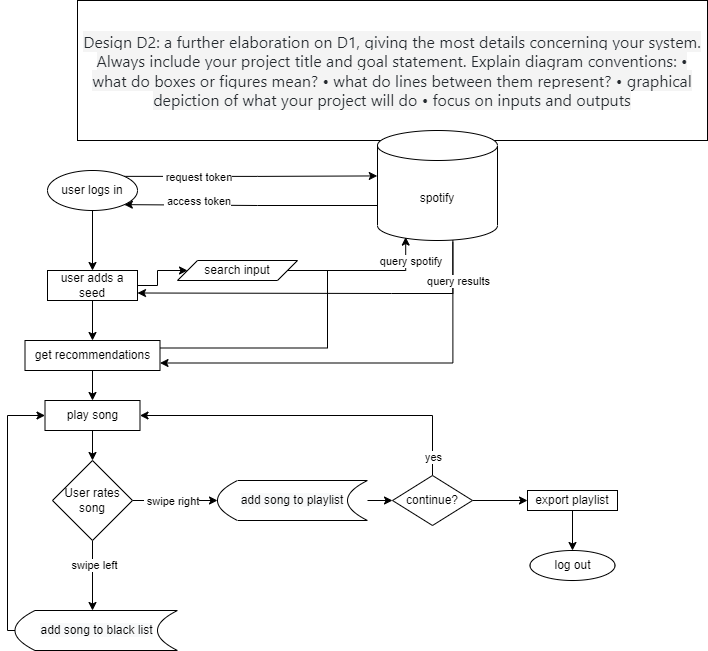 Design D2: a further elaboration on D1, giving the most details concerning your system.
Always include your project title and goal statement. Explain diagram conventions: •
what do boxes or figures mean? • what do lines between them represent? • graphical
depiction of what your project will do • focus on inputs and outputs
user logs in
request token
access token
spotify
user adds a
seed
search input
query spotify
query results
get recommendations
play song
yes
User rates
song
swipe right
add song to playlist
continue?
export playlist
swipe left
log out
add song to black list